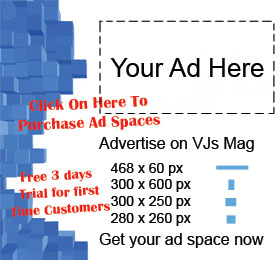 Your Ad Here
Click On Here To
Purchase Ad Spaces
Advertise on VJs Mag
468 x 60 px
Free 3 days
300 x 600 px
Trial for first
300 x 250 px
Time Customers
280 x 260 px
Get your ad space now